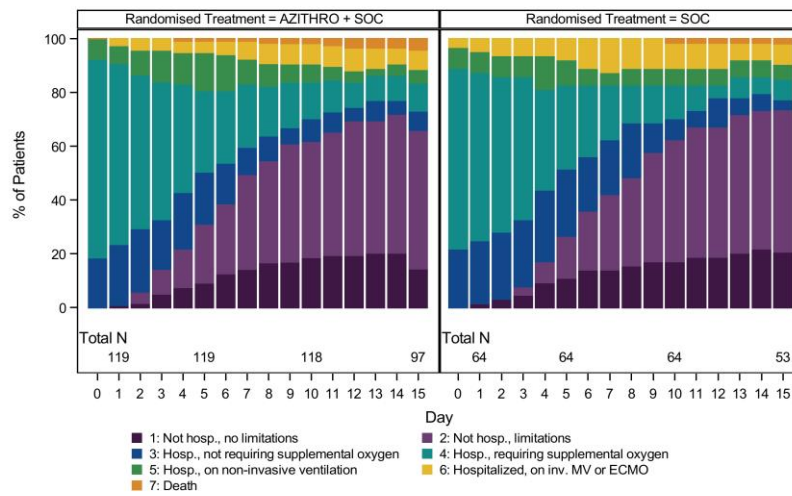 Randomised Treatment = AZITHRO + SOC
Randomised Treatment = SOC
100
80
60
40
20
0
% of Patients
Total N
119 119 118 97
Total N
64 64 64 53
0 1 2 3 4 5 6 7 8 9 10 11 12 13 14 15
0 1 2 3 4 5 6 7 8 9 10 11 12 13 14 15
Day
1: Not hosp., no limitations
2: Not hosp., limitations
3: Hosp., not requiring supplemental oxygen
4: Hosp., requiring supplemental oxygen
5: Hosp., on non-invasive ventilation
6: Hospitalized, on inv. MV or ECMO
7: Death